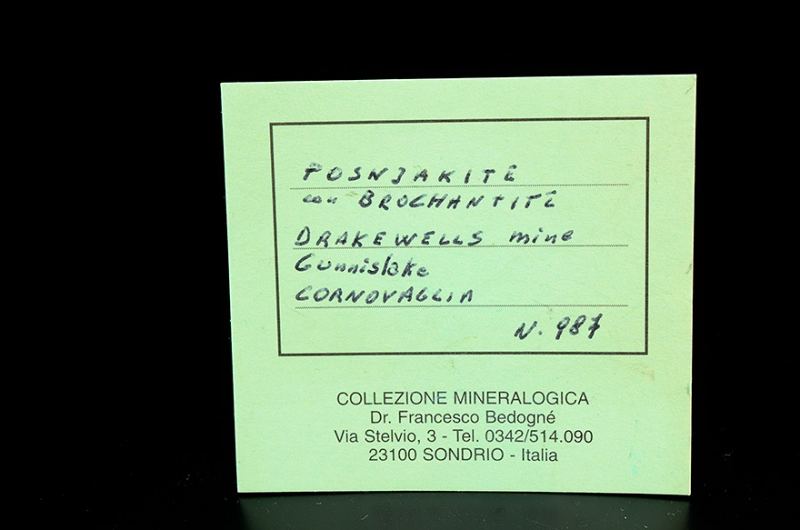 POSNJAKITE
con BROCHANTITE
DRAKEWELLS mine
Gunnislake
CORNOVAGLIA
N. 987
COLLEZIONE MINERALOGICA
Dr. Francesco Bedogné
Via Stelvio, 3 - Tel. 0342/514.090
23100 SONDRIO - Italia